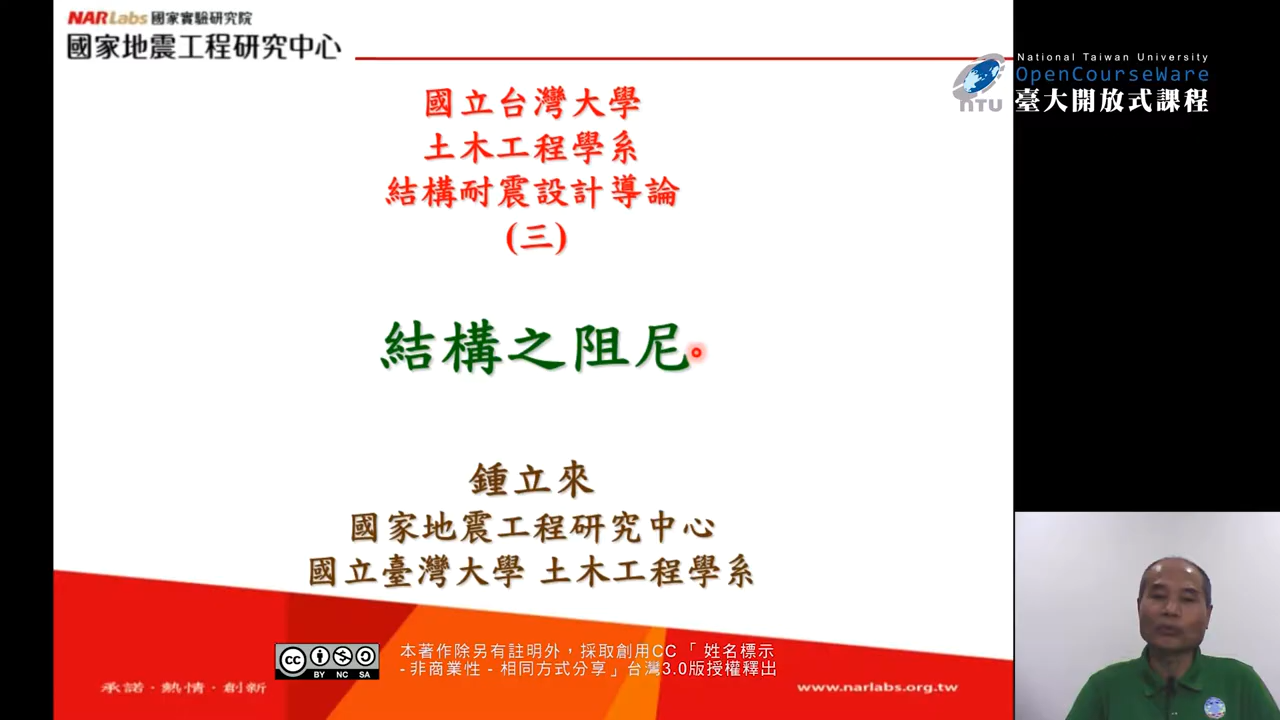 NARLabs 國家實驗研究院
國家地震工程研究中心
National Taiwan University
OpenCourseWare
NTU
臺大開放式課程
國立台灣大學
土木工程學系
結構耐震設計導論
(三)
結構之阻尼
鍾立來
國家地震工程研究中心
國立臺灣大學 土木工程學系
cc BY NC SA
本著作除另有註明外，採取創用CC「 姓名標示
- 非商業性 - 相同方式分享」台灣3.0版授權釋出
承諾·熱情·創新
www.narlabs.org.tw